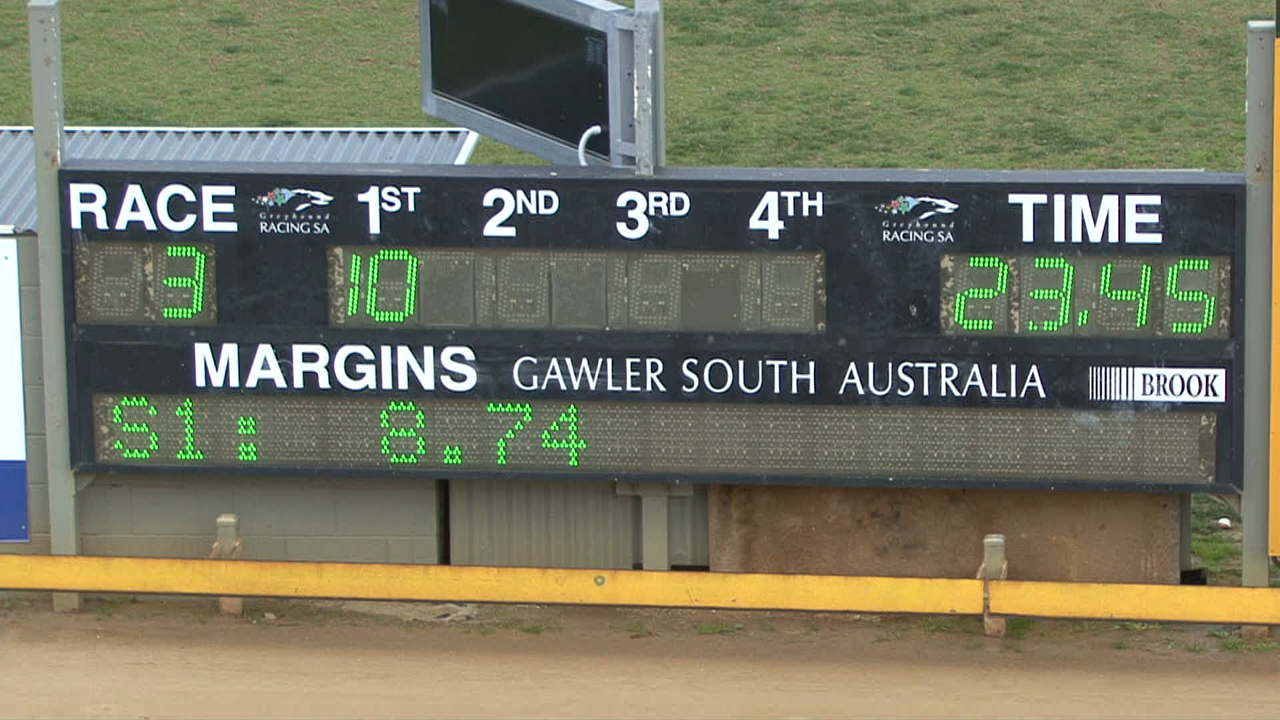 RACE Greyhound RACING SA 1ST 2ND 3RD 4TH Greyhound RACING SA TIME
3 10 23.45
MARGINS GAWLER SOUTH AUSTRALIA BROOK
S1: 8.74